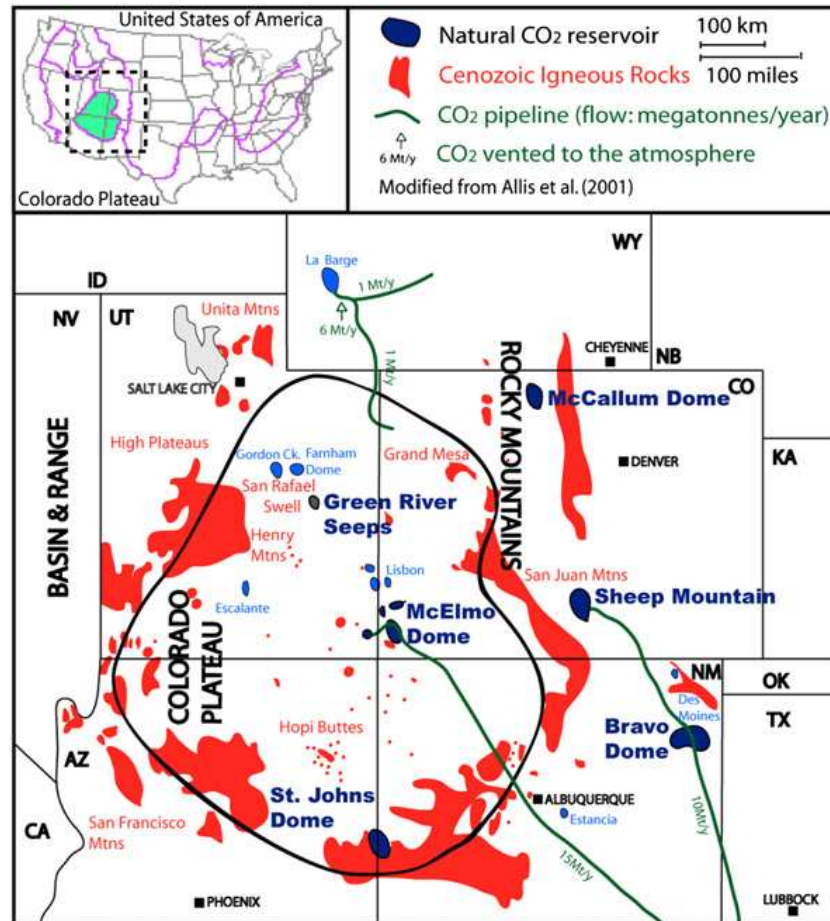 United States of America
Colorado Plateau
Natural CO2 reservoir
100 km
Cenozoic Igneous Rocks
100 miles
CO2 pipeline (flow: megatonnes/year)
6 Mt/y
CO2 vented to the atmosphere
Modified from Allis et al. (2001)
WY
La Barge
ID
1 Mt/y
NV
UT
Unita Mtns
6 Mt/y
CHEYENNE
NB
1 Mt/y
SALT LAKE CITY
ROCKY MOUNTAINS
McCallum Dome
CO
High Plateaus
Gordon Ck.
Farnham
Dome
Grand Mesa
DENVER
KA
San Rafael
Swell
Green River
Seeps
BASIN & RANGE
Henry
Mtns
Lisbon
San Juan Mtns
Escalante
McElmo
Dome
Sheep Mountain
COLORADO
PLATEAU
NM
OK
Des
Moines
TX
Hopi Buttes
Bravo
Dome
AZ
St. Johns
Dome
ALBUQUERQUE
Estancia
10Mt/y
CA
San Francisco
Mtns
15Mt/y
PHOENIX
LUBBOCK